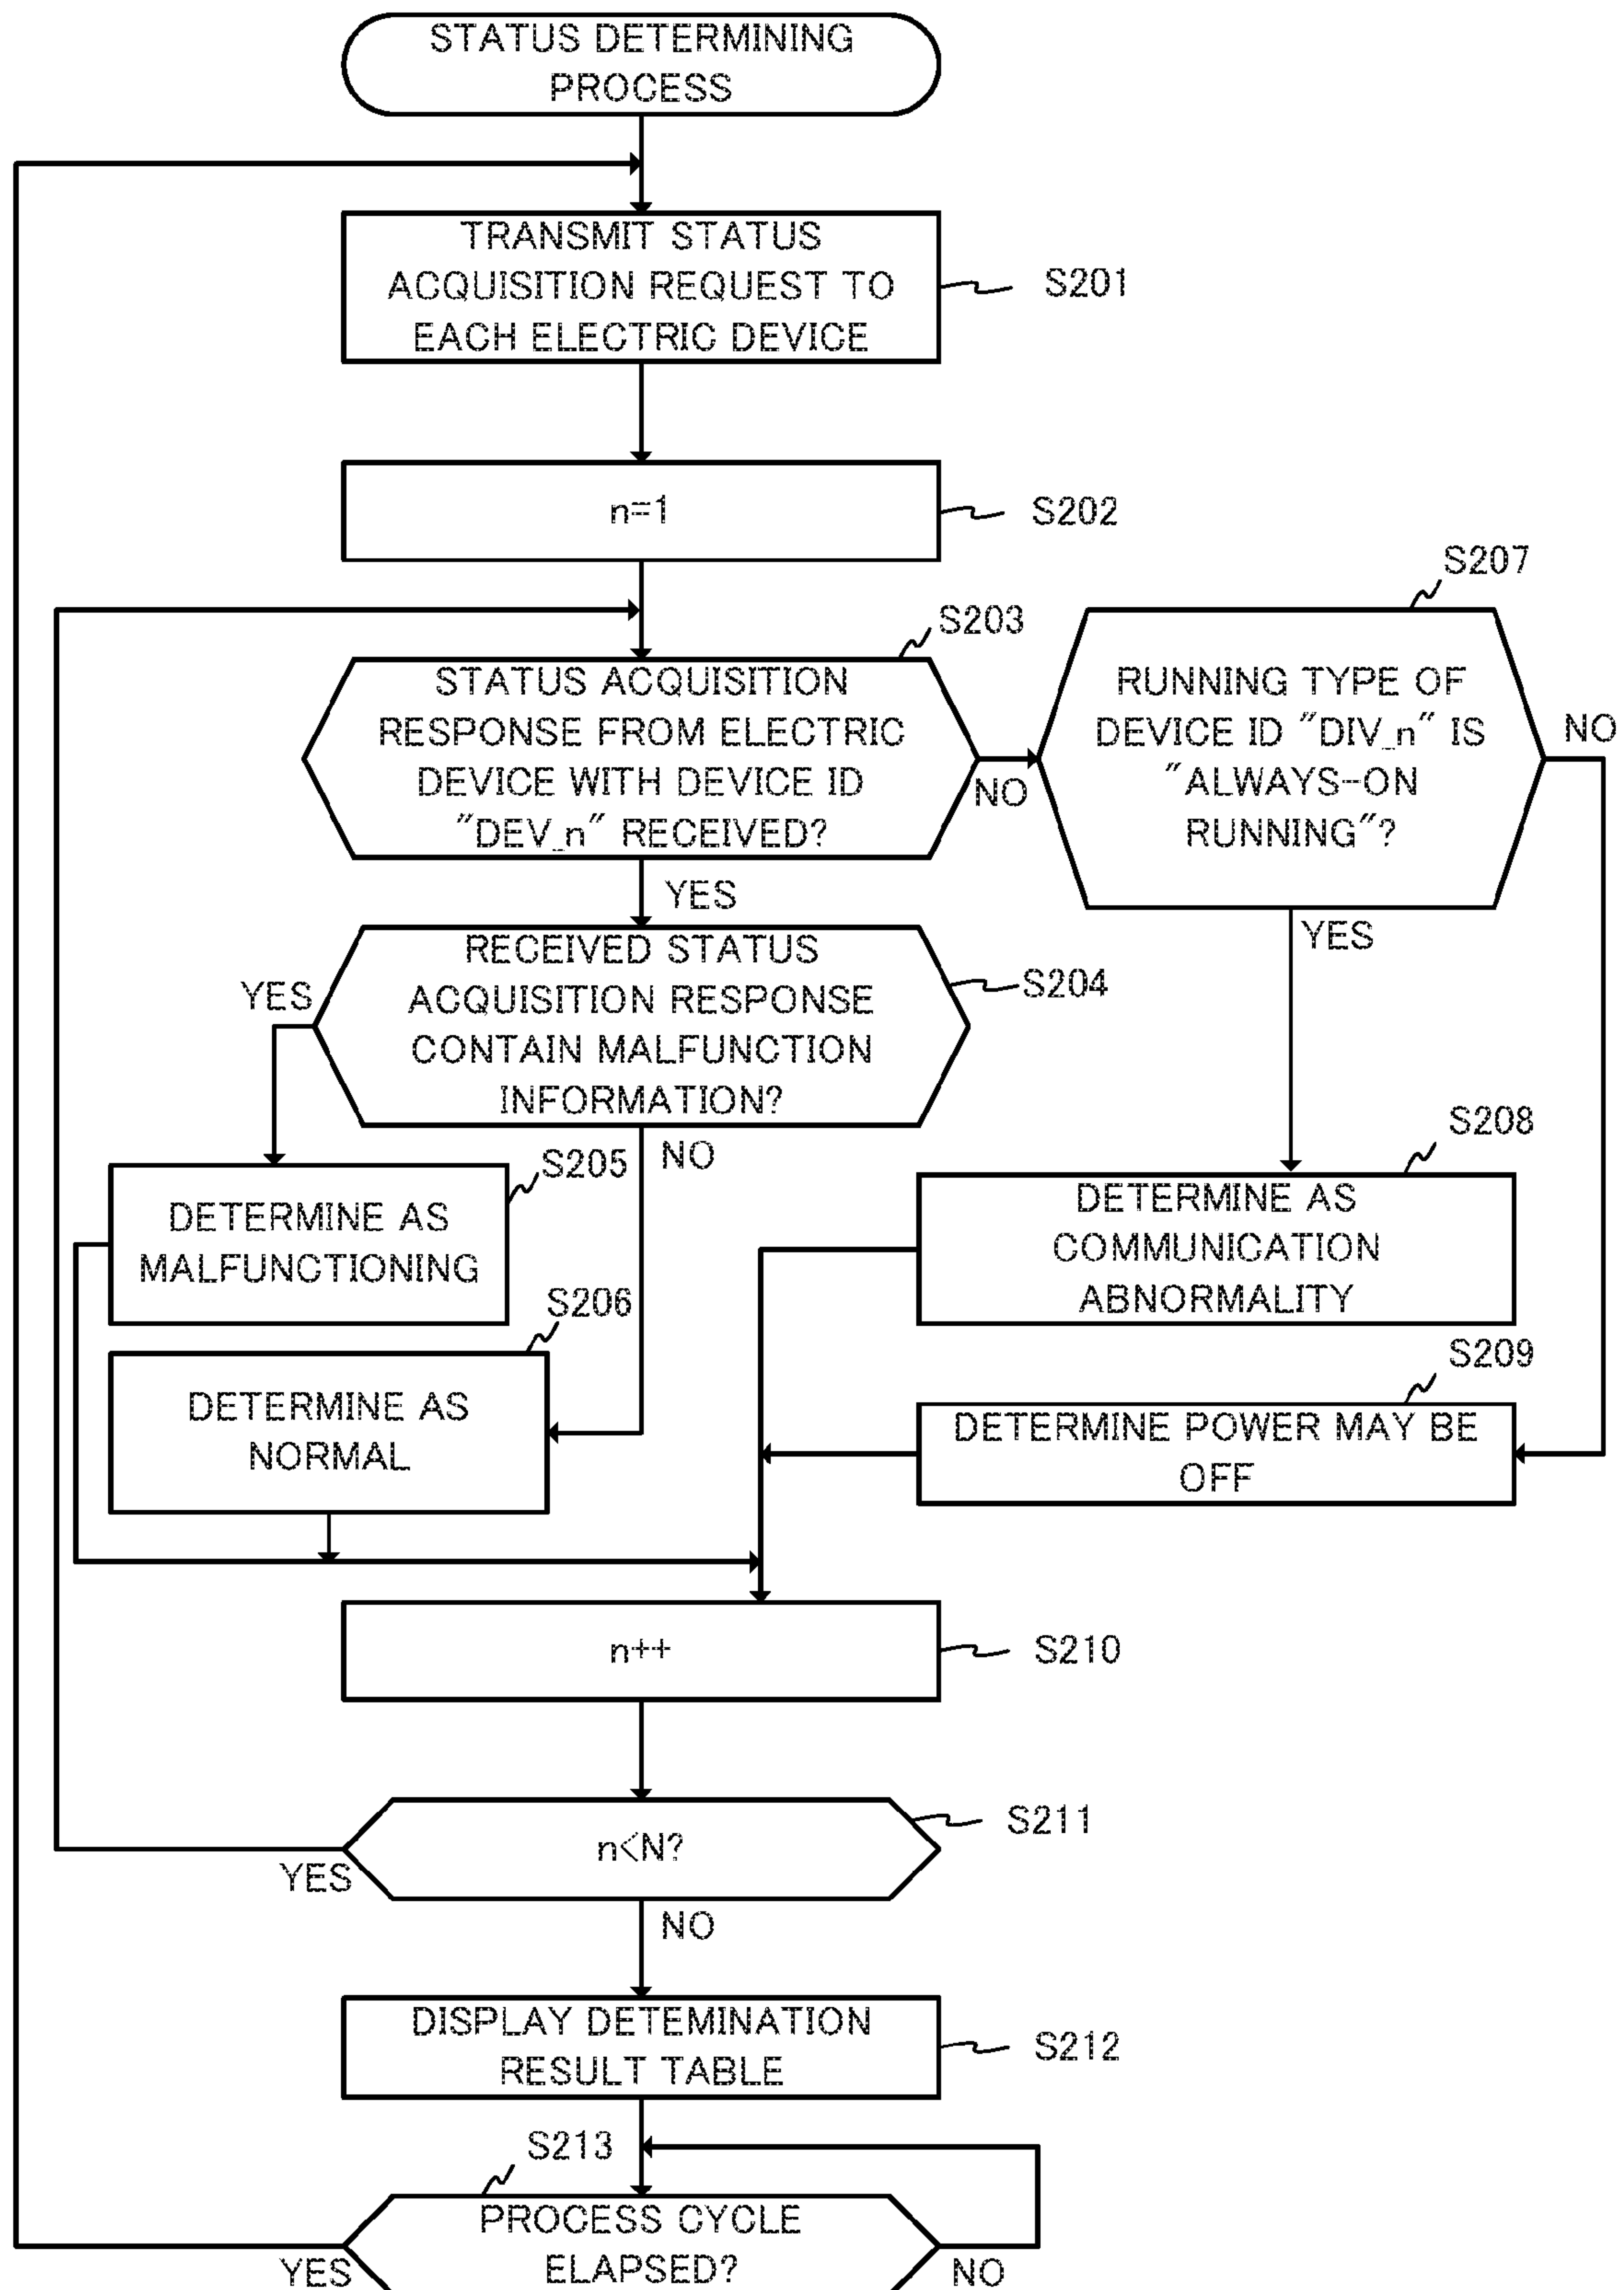 STATUS DETERMINING
PROCESS
TRANSMIT STATUS
ACQUISITION REQUEST TO
EACH ELECTRIC DEVICE
S201
n=1
S202
S203
STATUS ACQUISITION
RESPONSE FROM ELECTRIC
DEVICE WITH DEVICE ID
"DEV_n" RECEIVED?
NO
YES
S207
RUNNING TYPE OF
DEVICE ID "DIV_n" IS
"ALWAYS-ON
RUNNING"?
NO
YES
RECEIVED STATUS
ACQUISITION RESPONSE
CONTAIN MALFUNCTION
INFORMATION?
S204
YES
NO
S205
DETERMINE AS
MALFUNCTIONING
S206
DETERMINE AS
NORMAL
S208
DETERMINE AS
COMMUNICATION
ABNORMALITY
S209
DETERMINE POWER MAY BE
OFF
n++
S210
n<N?
S211
YES
NO
DISPLAY DETEMINATION
RESULT TABLE
S212
S213
PROCESS CYCLE
ELAPSED?
YES
NO